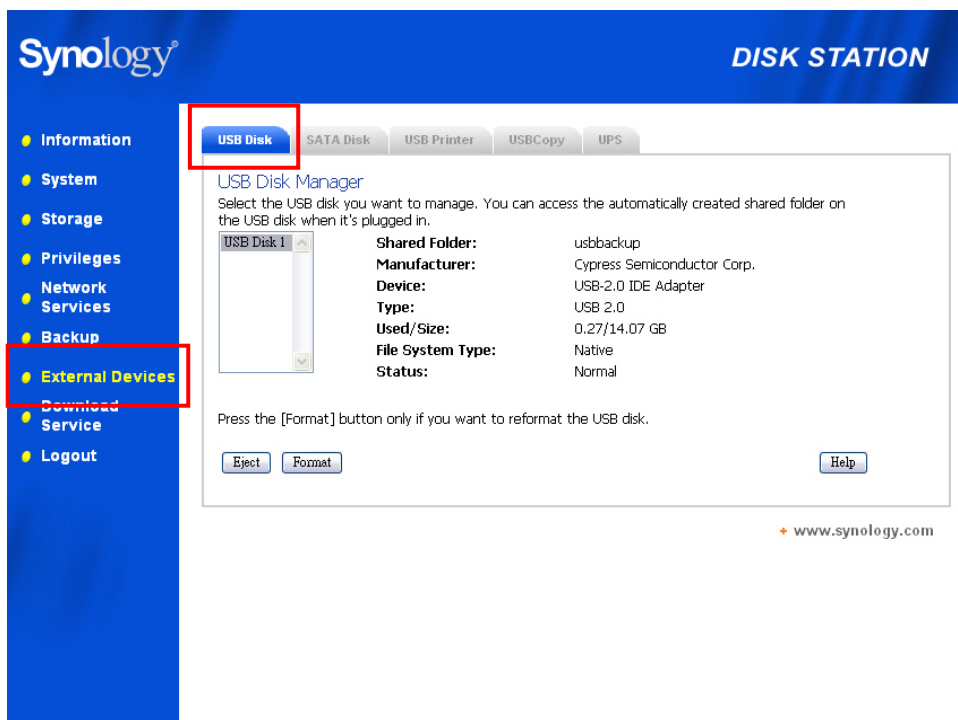 Synology®
DISK STATION
Information
System
Storage
Privileges
Network
Services
Backup
External Devices
Download
Service
Logout
USB Disk SATA Disk USB Printer USBCopy UPS
USB Disk Manager
Select the USB disk you want to manage. You can access the automatically created shared folder on
the USB disk when it's plugged in.
USB Disk 1
Shared Folder: usbbackup
Manufacturer: Cypress Semiconductor Corp.
Device: USB-2.0 IDE Adapter
Type: USB 2.0
Used/Size: 0.27/14.07 GB
File System Type: Native
Status: Normal
Press the [Format] button only if you want to reformat the USB disk.
Eject Format Help
www.synology.com